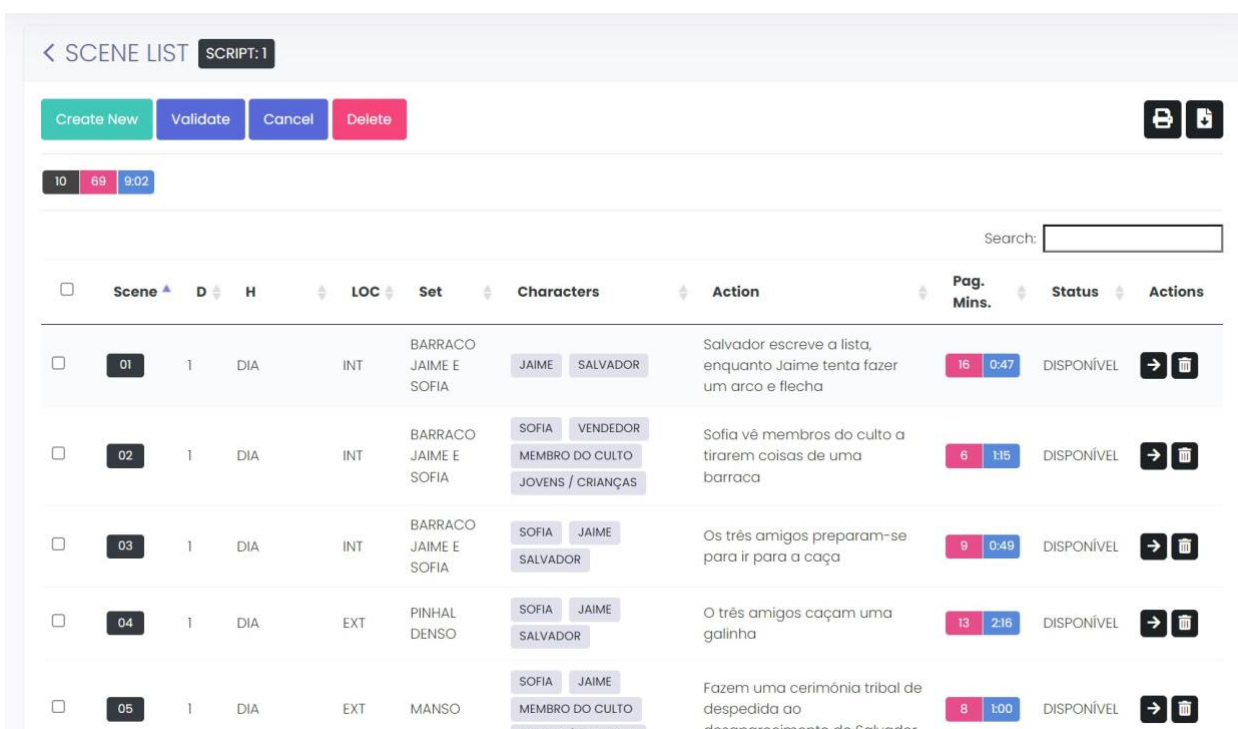 SCENE LIST SCRIPT: 1
Create New Validate Cancel Delete
10 69 9:02
Search:
Scene D H LOC Set Characters Action Pag. Mins. Status Actions
01 1 DIA INT BARRACO JAIME E SOFIA JAIME SALVADOR Salvador escreve a lista, enquanto Jaime tenta fazer um arco e flecha 16 0:47 DISPONÍVEL
02 1 DIA INT BARRACO JAIME E SOFIA SOFIA VENDEDOR MEMBRO DO CULTO JOVENS / CRIANÇAS Sofia vê membros do culto a tirarem coisas de uma barraca 6 1:15 DISPONÍVEL
03 1 DIA INT BARRACO JAIME E SOFIA SOFIA JAIME SALVADOR Os três amigos preparam-se para ir para a caça 9 0:49 DISPONÍVEL
04 1 DIA EXT PINHAL DENSO SOFIA JAIME SALVADOR O três amigos caçam uma galinha 13 2:16 DISPONÍVEL
05 1 DIA EXT MANSO SOFIA JAIME MEMBRO DO CULTO Fazem uma cerimónia tribal de despedida ao desaparecimento do Salvador 8 1:00 DISPONÍVEL